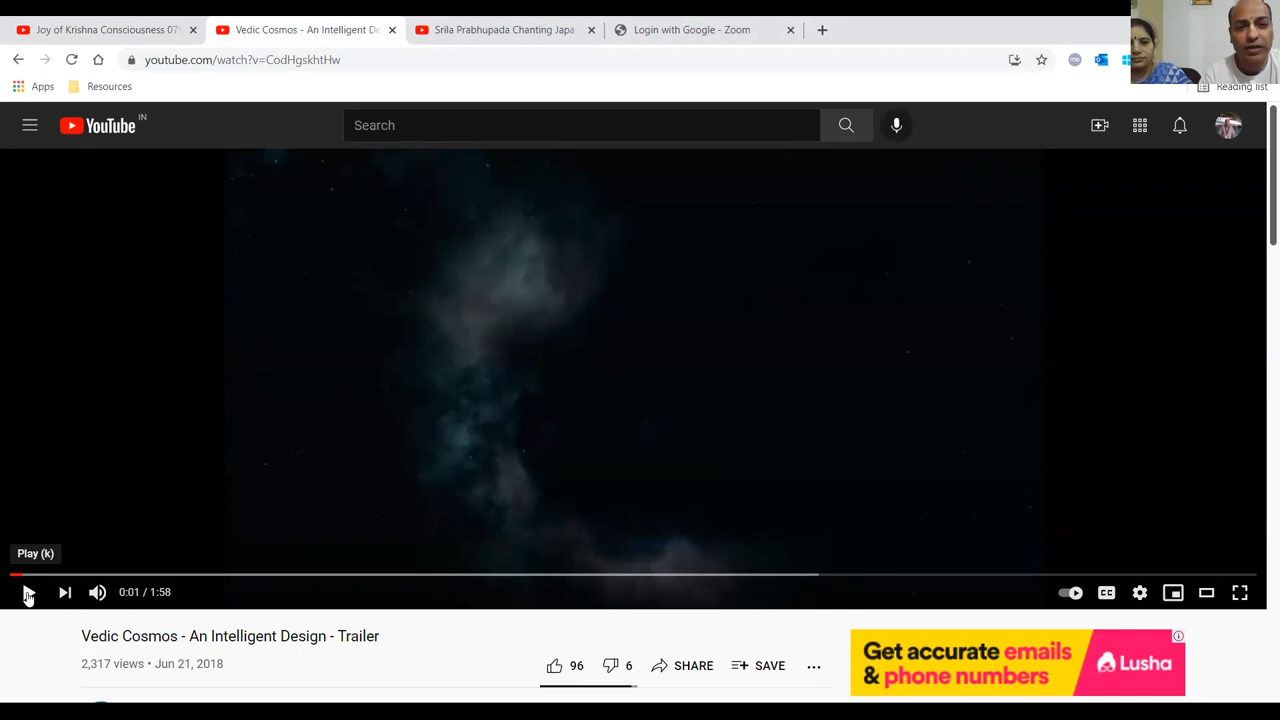 Joy of Krishna Consciousness 07
Vedic Cosmos - An Intelligent De
Srila Prabhupada Chanting Japa
Login with Google - Zoom
youtube.com/watch?v=CodHgskhtHw
Apps
Resources
Reading list
YouTube IN
Search
Play (k)
0:01 / 1:58
CC
Vedic Cosmos - An Intelligent Design - Trailer
2,317 views • Jun 21, 2018
96
6
SHARE
SAVE
Get accurate emails
& phone numbers
Lusha